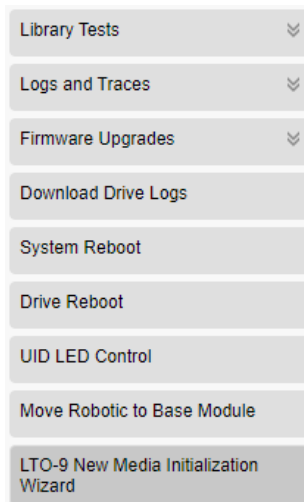 Library Tests
Logs and Traces
Firmware Upgrades
Download Drive Logs
System Reboot
Drive Reboot
UID LED Control
Move Robotic to Base Module
LTO-9 New Media Initialization
Wizard